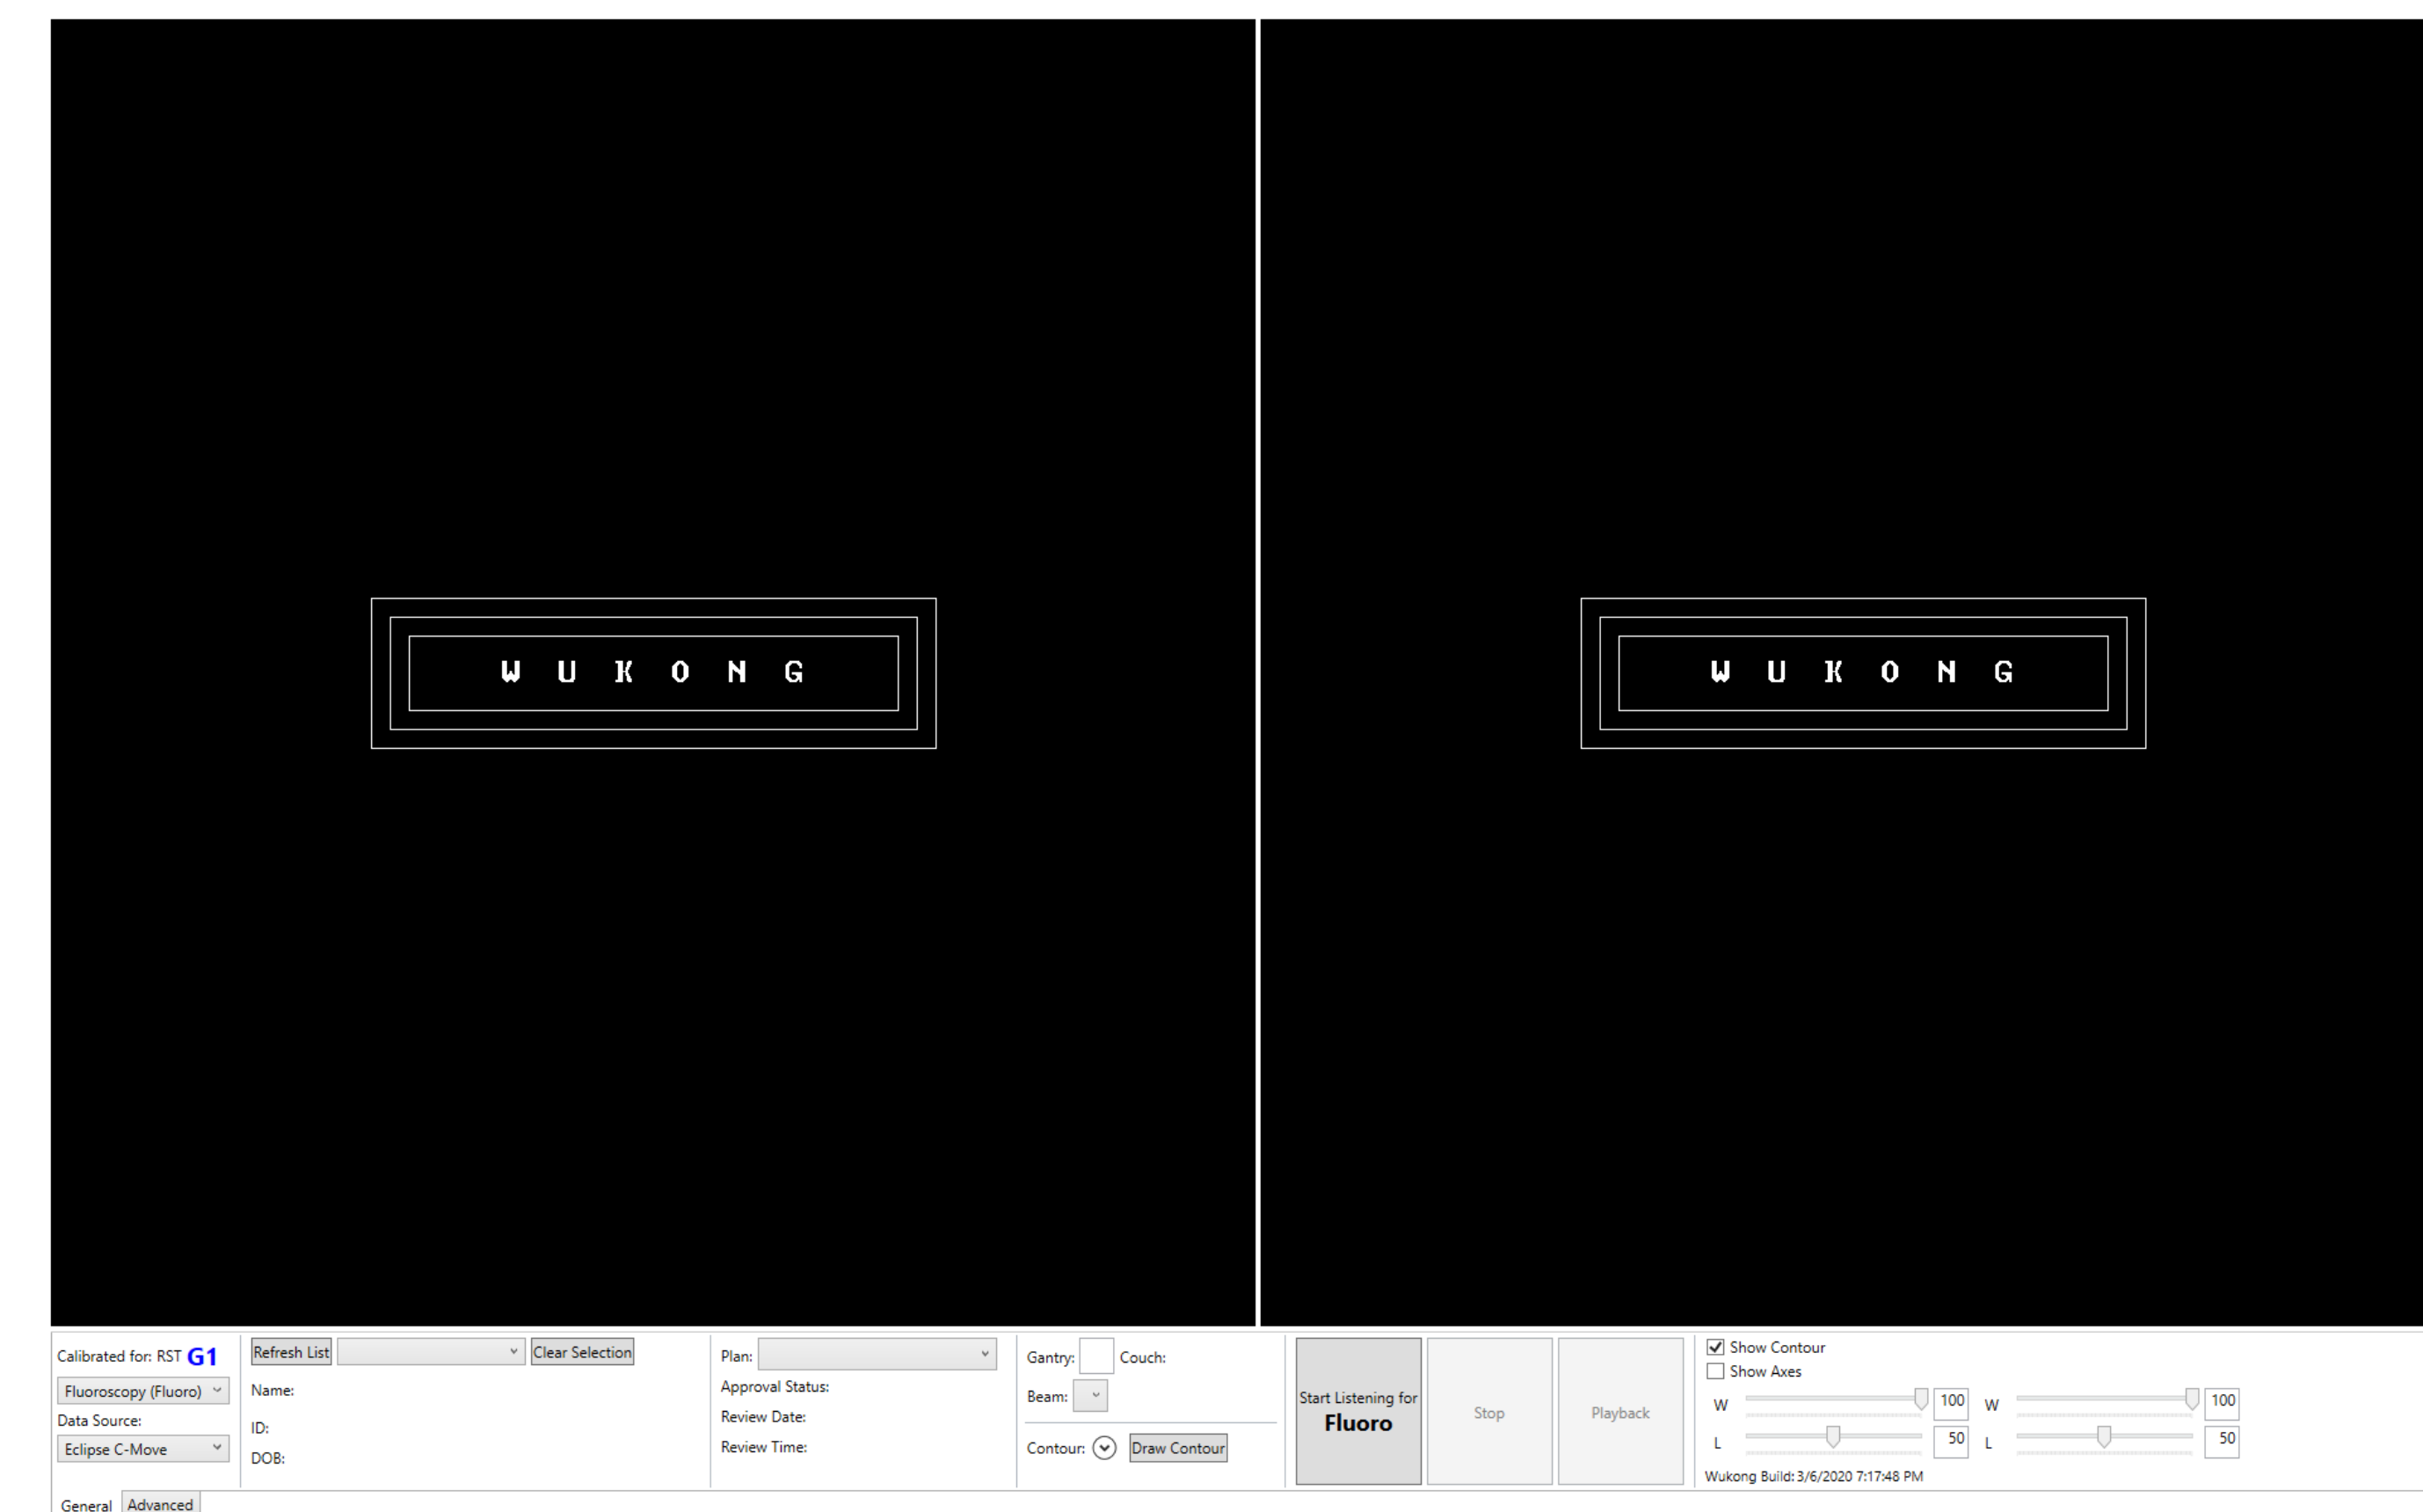 W U K O N G
W U K O N G
Calibrated for: RST G1
Fluoroscopy (Fluoro)
Data Source:
Eclipse C-Move
Refresh List
Clear Selection
Name:
ID:
DOB:
Plan:
Approval Status:
Review Date:
Review Time:
Gantry:
Couch:
Beam:
Contour:
Draw Contour
Start Listening for
Fluoro
Stop
Playback
Show Contour
Show Axes
W 100 W 100
L 50 L 50
Wukong Build: 3/6/2020 7:17:48 PM
General Advanced